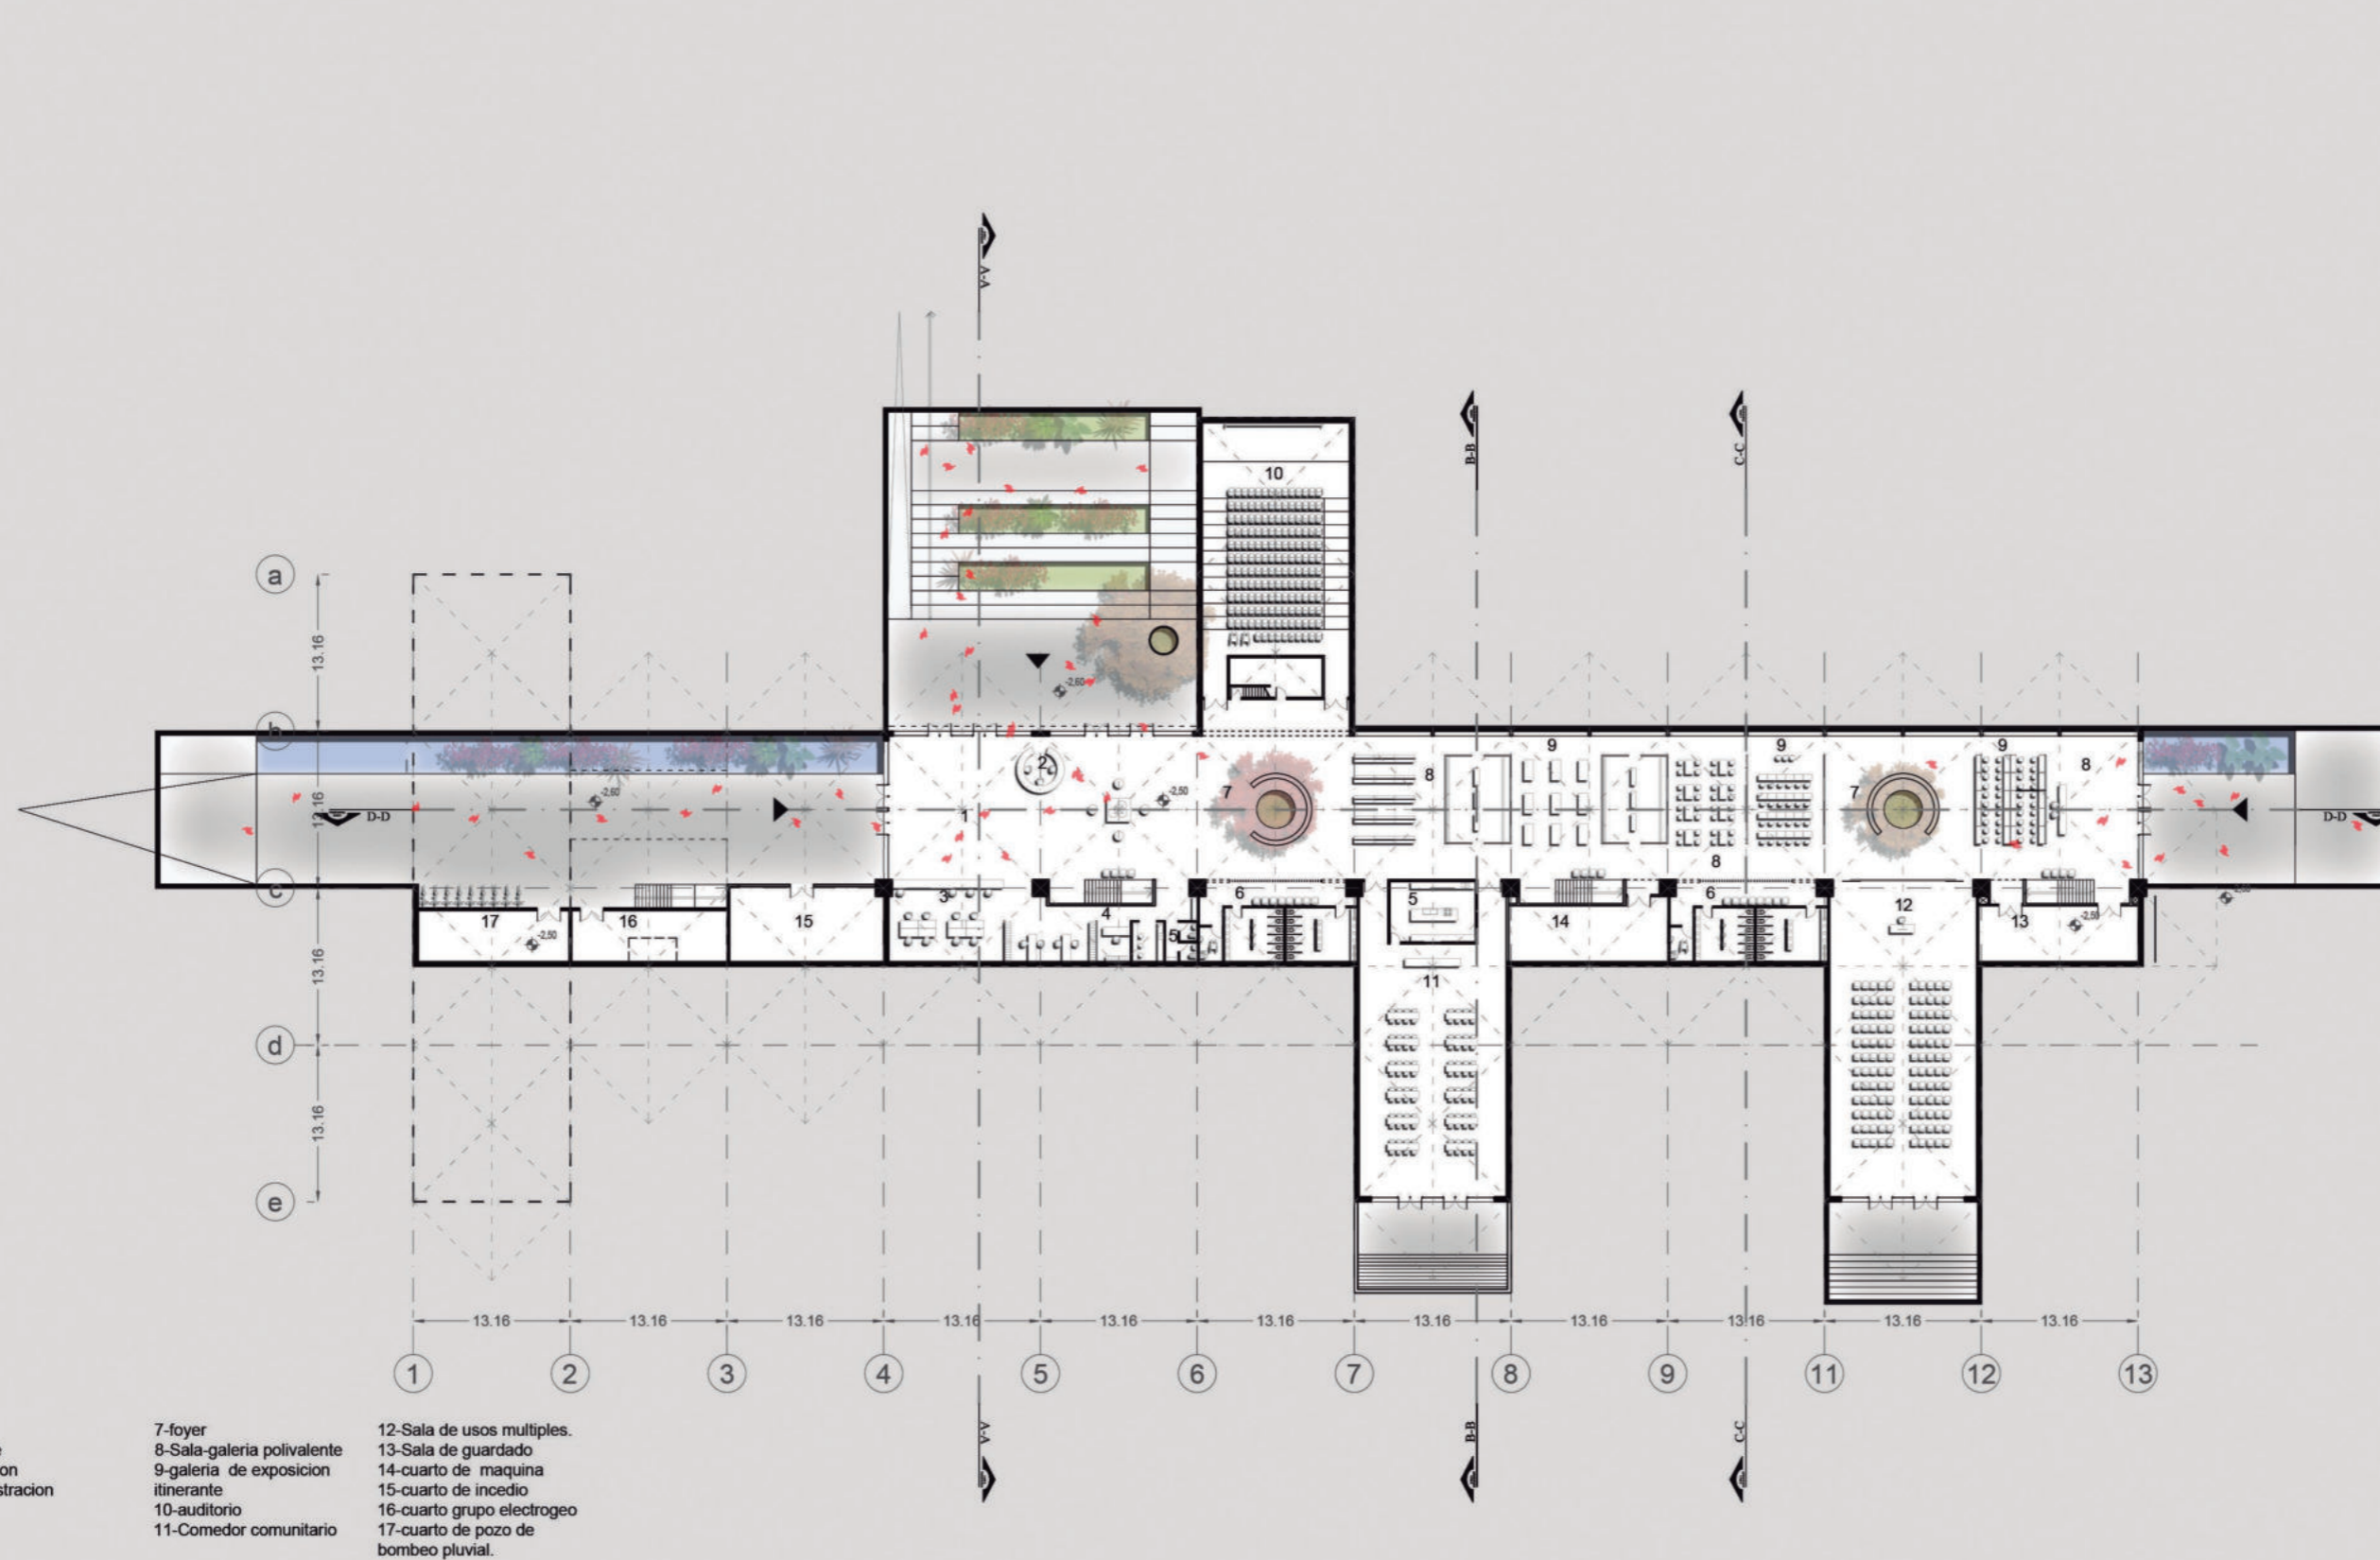 V-V
B-B
C-C
10
a
13.16
-2,60
b
9
9
9
2
8
8
-2,60
-2,50
7
7
13.16
D-D
1
D-D
8
c
3
6
5
6
12
4
17
16
15
5
14
13
-2,50
-2,50
13.16
11
d
13.16
e
13.16
13.16
13.16
13.16
13.16
13.16
13.16
13.16
13.16
13.16
13.16
1
2
3
4
5
6
7
8
9
11
12
13
V-V
B-B
C-C
on
stracion
7-foyer
8-Sala-galeria polivalente
9-galeria de exposicion
itinerante
10-auditorio
11-Comedor comunitario
12-Sala de usos multiples.
13-Sala de guardado
14-cuarto de maquina
15-cuarto de incedio
16-cuarto grupo electrogeo
17-cuarto de pozo de
bombeo pluvial.